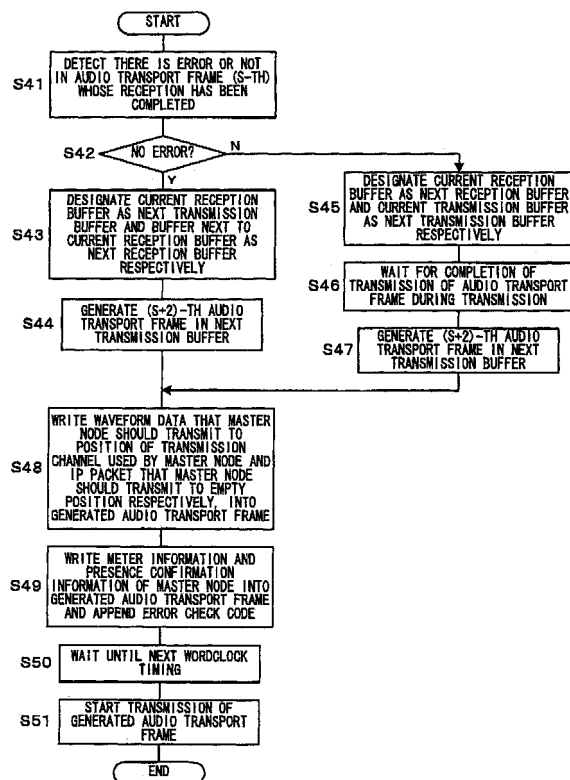 START
S41
DETECT THERE IS ERROR OR NOT
IN AUDIO TRANSPORT FRAME (S-TH)
WHOSE RECEPTION HAS BEEN
COMPLETED
S42
NO ERROR?
N
Y
S43
DESIGNATE CURRENT RECEPTION
BUFFER AS NEXT TRANSMISSION
BUFFER AND BUFFER NEXT TO
CURRENT RECEPTION BUFFER AS
NEXT RECEPTION BUFFER
RESPECTIVELY
S44
GENERATE (S+2)-TH AUDIO
TRANSPORT FRAME IN NEXT
TRANSMISSION BUFFER
DESIGNATE CURRENT RECEPTION
BUFFER AS NEXT RECEPTION BUFFER
AND CURRENT TRANSMISSION BUFFER
AS NEXT TRANSMISSION BUFFER
RESPECTIVELY
S45
S46
WAIT FOR COMPLETION OF
TRANSMISSION OF AUDIO TRANSPORT
FRAME DURING TRANSMISSION
S47
GENERATE (S+2)-TH AUDIO
TRANSPORT FRAME IN NEXT
TRANSMISSION BUFFER
S48
WRITE WAVEFORM DATA THAT MASTER
NODE SHOULD TRANSMIT TO
POSITION OF TRANSMISSION
CHANNEL USED BY MASTER NODE AND
IP PACKET THAT MASTER NODE
SHOULD TRANSMIT TO EMPTY
POSITION RESPECTIVELY, INTO
GENERATED AUDIO TRANSPORT FRAME
S49
WRITE METER INFORMATION AND
PRESENCE CONFIRMATION
INFORMATION OF MASTER NODE INTO
GENERATED AUDIO TRANSPORT FRAME
AND APPEND ERROR CHECK CODE
S50
WAIT UNTIL NEXT WORDCLOCK
TIMING
S51
START TRANSMISSION OF
GENERATED AUDIO TRANSPORT
FRAME
END